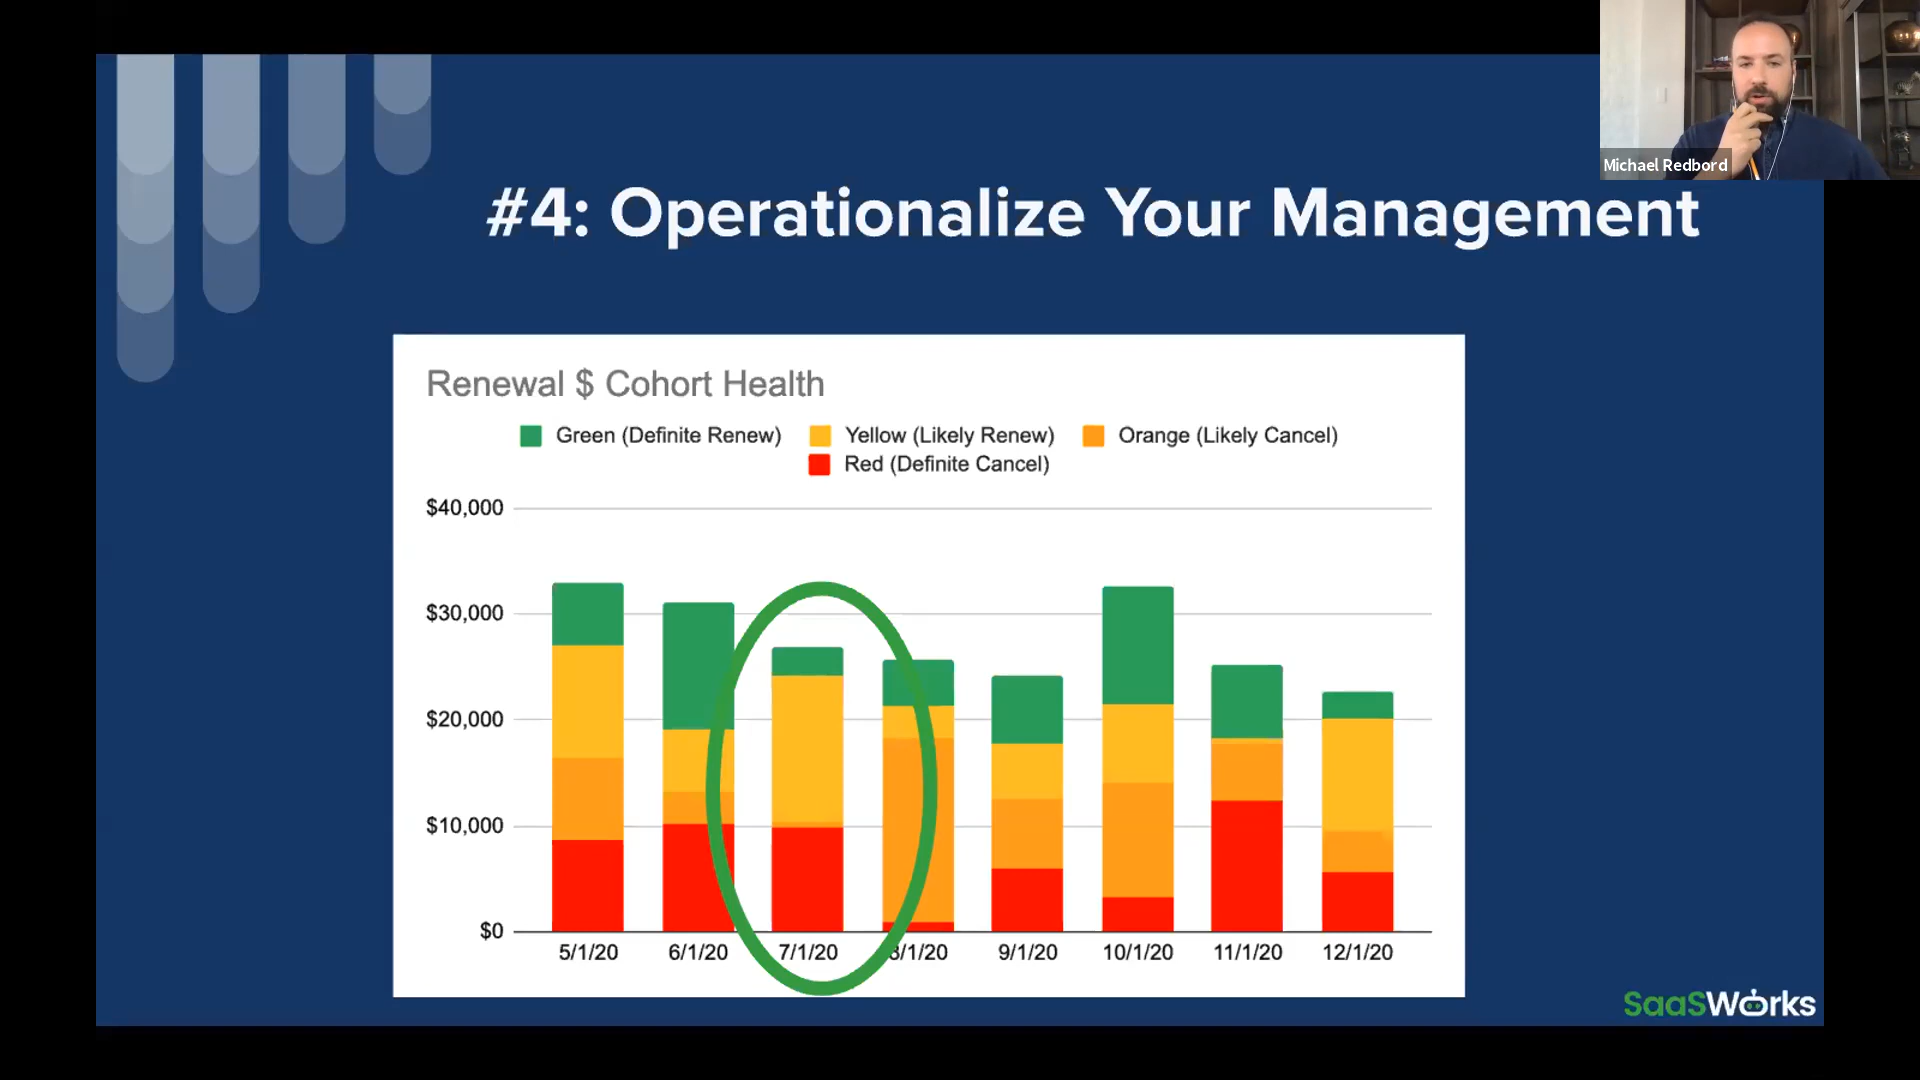 Michael Redbord
#4: Operationalize Your Management
Renewal $ Cohort Health
Green (Definite Renew) Yellow (Likely Renew) Orange (Likely Cancel)
Red (Definite Cancel)
$40,000
$30,000
$20,000
$10,000
$0
5/1/20 6/1/20 7/1/20 8/1/20 9/1/20 10/1/20 11/1/20 12/1/20
SaaSWorks